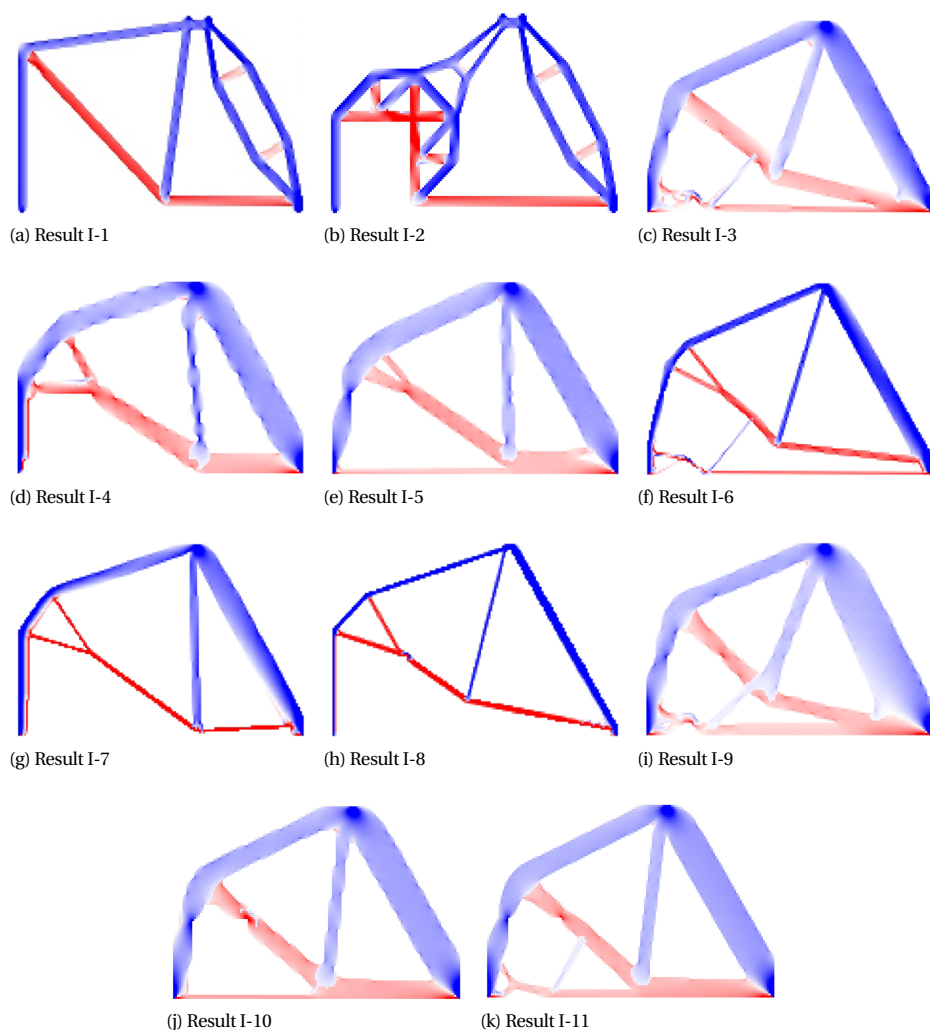 (a) Result I-1
(b) Result I-2
(c) Result I-3
(d) Result I-4
(e) Result I-5
(f) Result I-6
(g) Result I-7
(h) Result I-8
(i) Result I-9
(j) Result I-10
(k) Result I-11